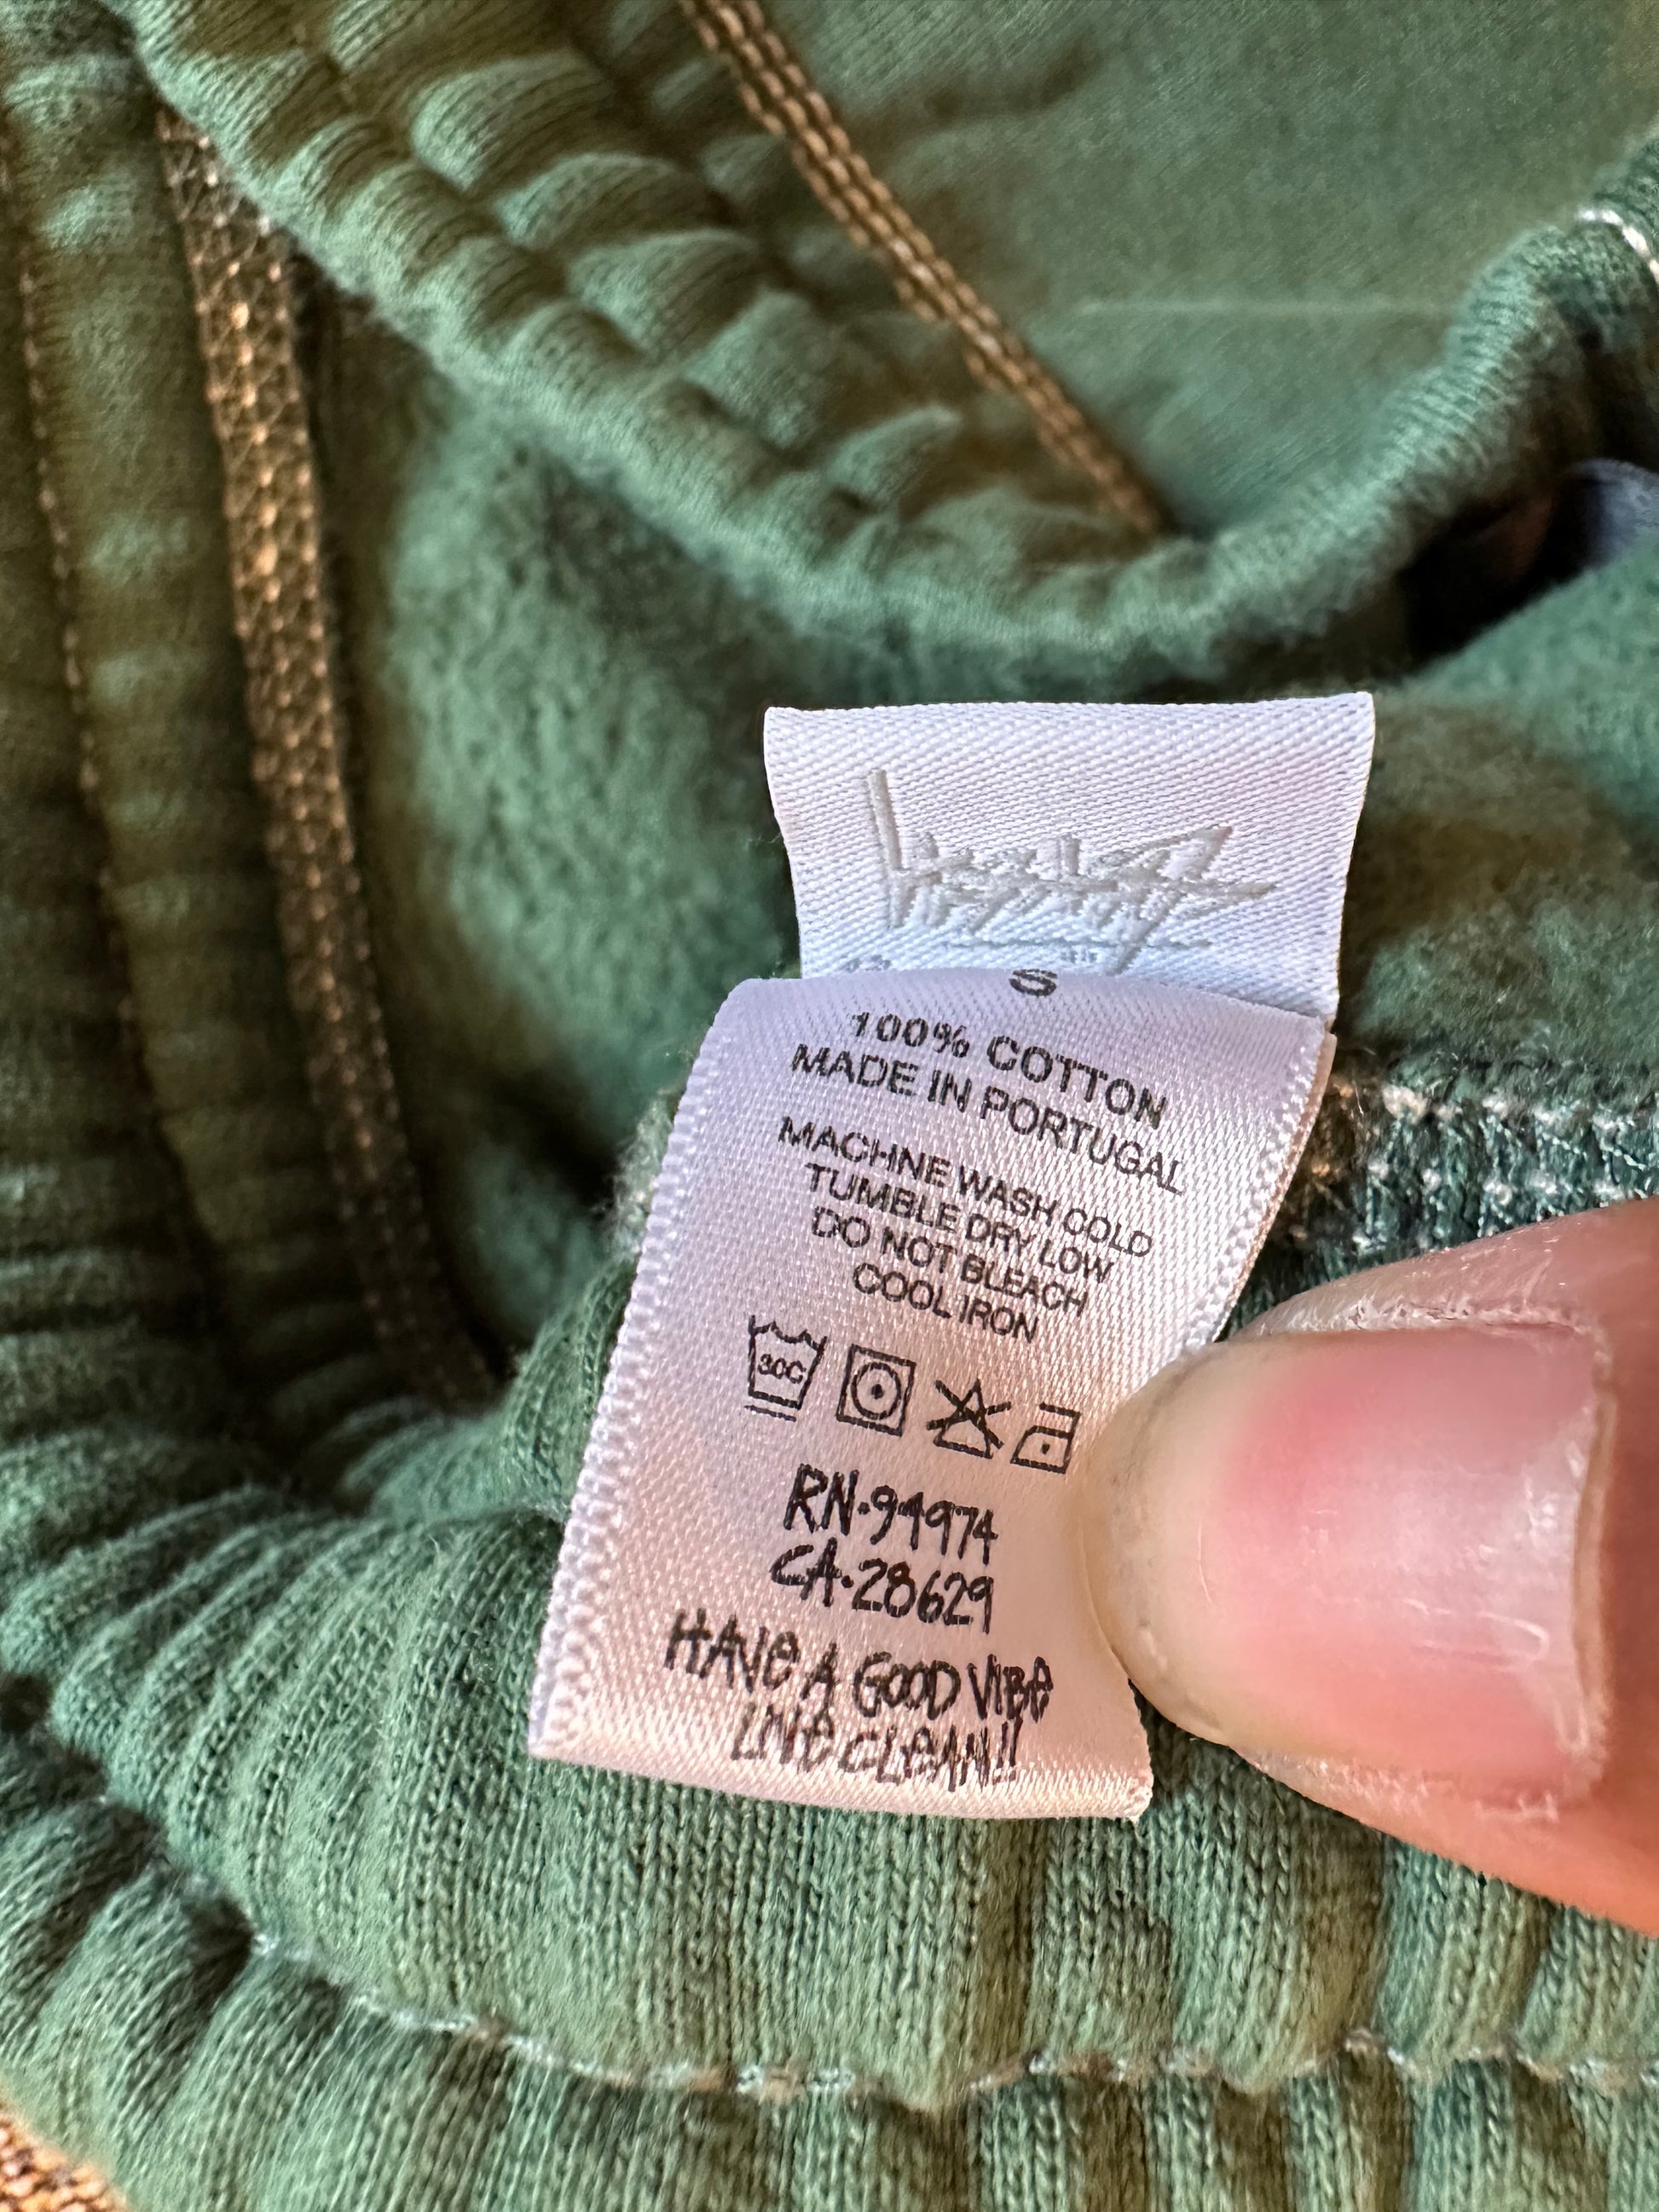 S
100% COTTON
MADE IN PORTUGAL
MACHINE WASH COLD
TUMBLE DRY LOW
DO NOT BLEACH
COOL IRON
30C
RN·94974
CA·28629
HAVE A GOOD VIBE
LIVE CLEAN!!